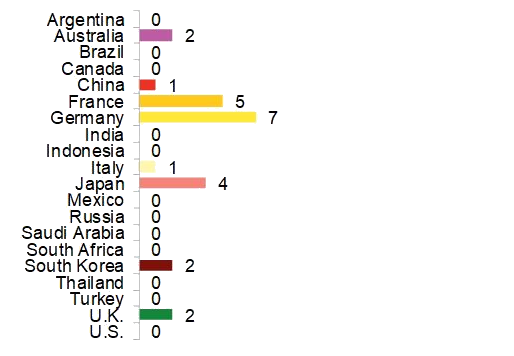 Argentina 0
Australia 2
Brazil 0
Canada 0
China 1
France 5
Germany 7
India 0
Indonesia 0
Italy 1
Japan 4
Mexico 0
Russia 0
Saudi Arabia 0
South Africa 0
South Korea 2
Thailand 0
Turkey 0
U.K. 2
U.S. 0